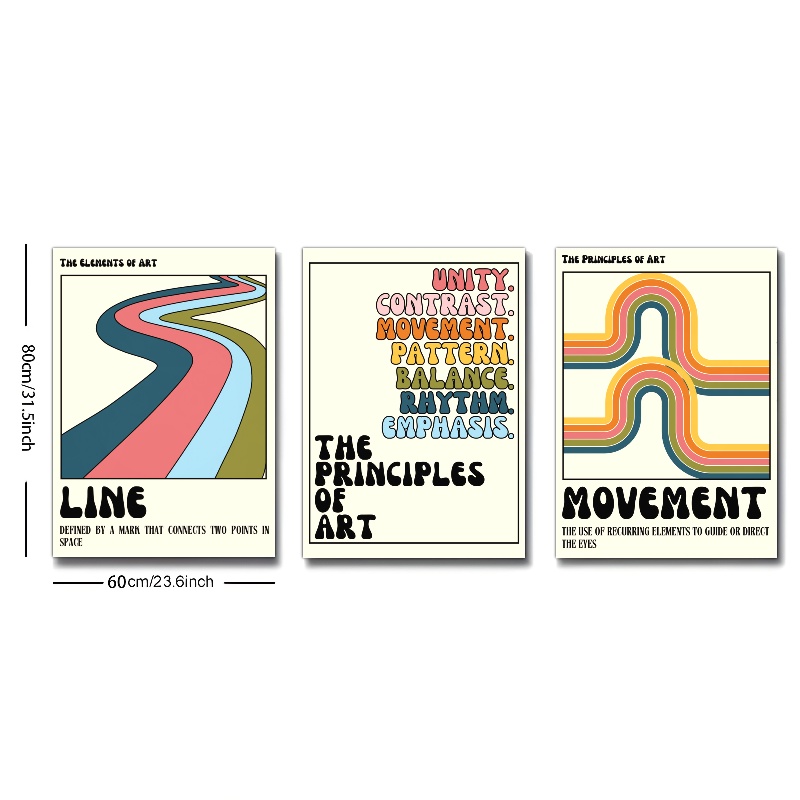 80cm/31.5inch
THE ELEMENTS OF ART
LINE
DEFINED BY A MARK THAT CONNECTS TWO POINTS IN
SPACE
60cm/23.6inch
UNITY.
CONTRAST.
MOVEMENT.
PATTERN.
BALANCE.
RHYTHM.
EMPHASIS.
THE
PRINCIPLES
OF
ART
THE PRINCIPLES OF ART
MOVEMENT
THE USE OF RECURRING ELEMENTS TO GUIDE OR DIRECT
THE EYES